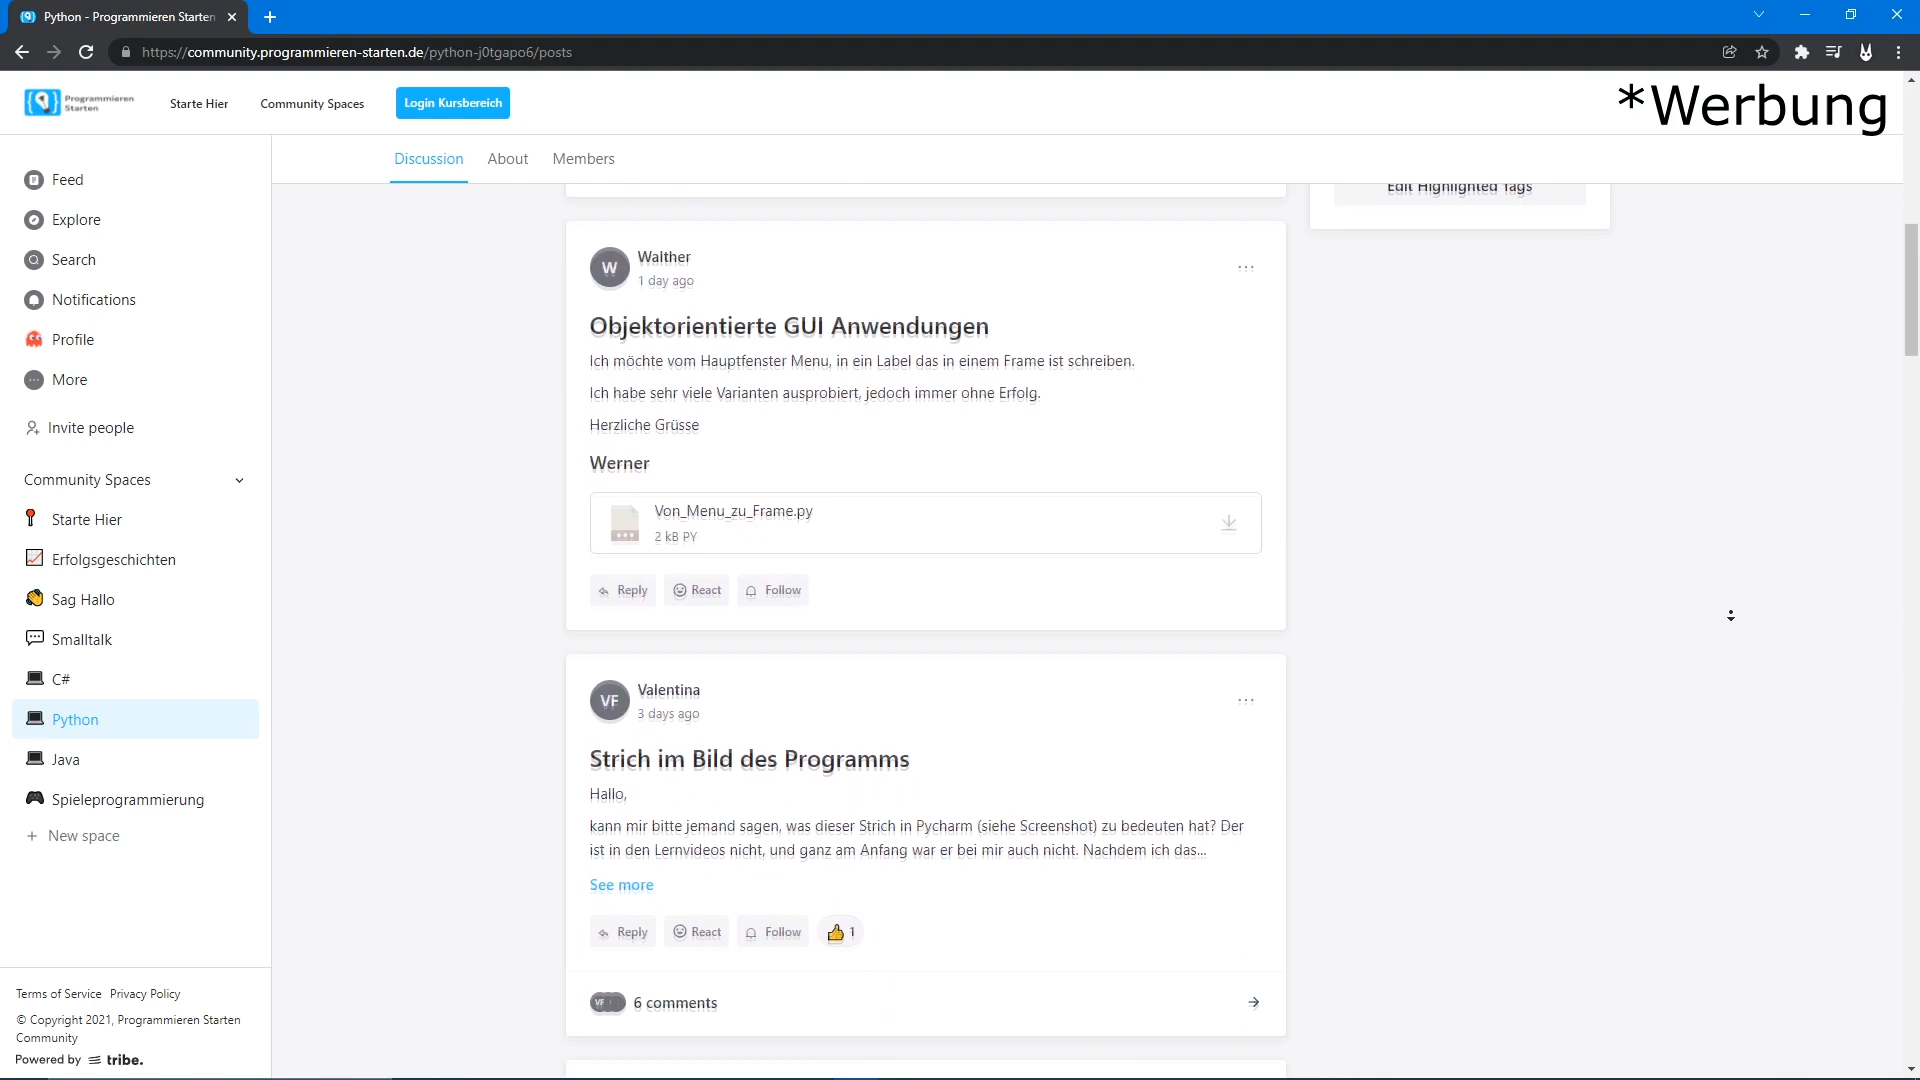 Python - Programmieren Starten
https://community.programmieren-starten.de/python-j0tgapo6/posts
Programmieren
Starten
Starte Hier
Community Spaces
Login Kursbereich
*Werbung
Discussion
About
Members
Feed
Explore
Search
Notifications
Profile
More
Invite people
Community Spaces
Starte Hier
Erfolgsgeschichten
Sag Hallo
Smalltalk
C#
Python
Java
Spieleprogrammierung
+ New space
Terms of Service Privacy Policy
© Copyright 2021, Programmieren Starten
Community
Powered by tribe.
Edit Highlighted Tags
W
Walther
1 day ago
Objektorientierte GUI Anwendungen
Ich möchte vom Hauptfenster Menu, in ein Label das in einem Frame ist schreiben.
Ich habe sehr viele Varianten ausprobiert, jedoch immer ohne Erfolg.
Herzliche Grüsse
Werner
Von_Menu_zu_Frame.py
2 kB PY
Reply
React
Follow
VF
Valentina
3 days ago
Strich im Bild des Programms
Hallo,
kann mir bitte jemand sagen, was dieser Strich in Pycharm (siehe Screenshot) zu bedeuten hat? Der
ist in den Lernvideos nicht, und ganz am Anfang war er bei mir auch nicht. Nachdem ich das...
See more
Reply
React
Follow
1
VF
6 comments